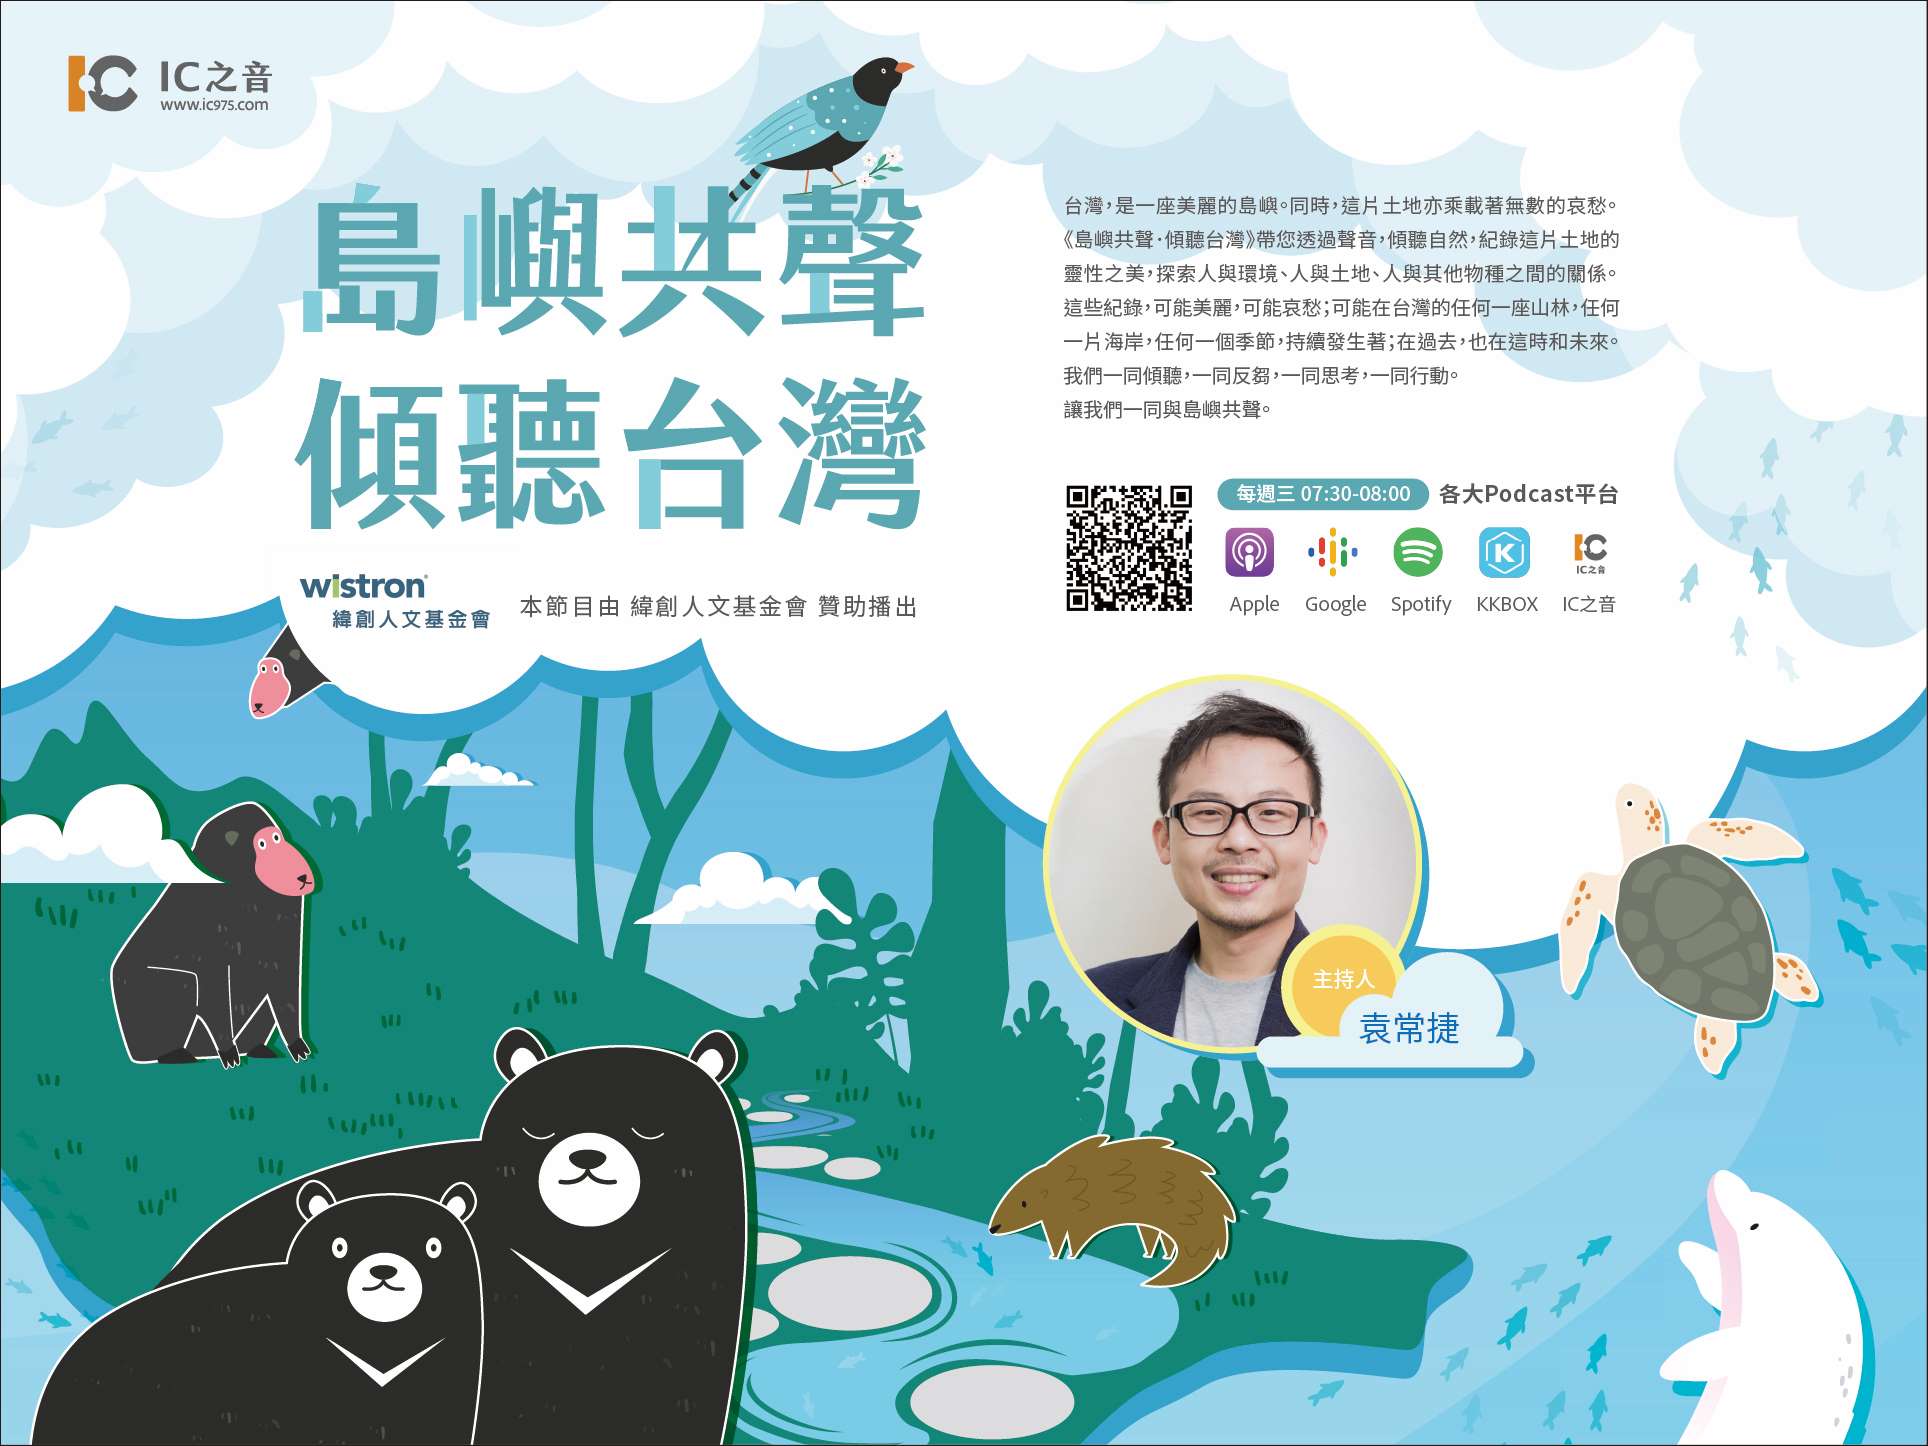 IC之音
www.ic975.com
島嶼共聲
傾聽台灣
wistron
緯創人文基金會
本節目由 緯創人文基金會 贊助播出
台灣，是一座美麗的島嶼。同時，這片土地亦乘載著無數的哀愁。
《島嶼共聲·傾聽台灣》帶您透過聲音，傾聽自然，紀錄這片土地的
靈性之美，探索人與環境、人與土地、人與其他物種之間的關係。
這些紀錄，可能美麗，可能哀愁；可能在台灣的任何一座山林，任何
一片海岸，任何一個季節，持續發生著；在過去，也在這時和未來。
我們一同傾聽，一同反芻，一同思考，一同行動。
讓我們一同與島嶼共聲。
每週三 07:30-08:00 各大Podcast平台
IC之音
Apple Google Spotify KKBOX IC之音
主持人
袁常捷